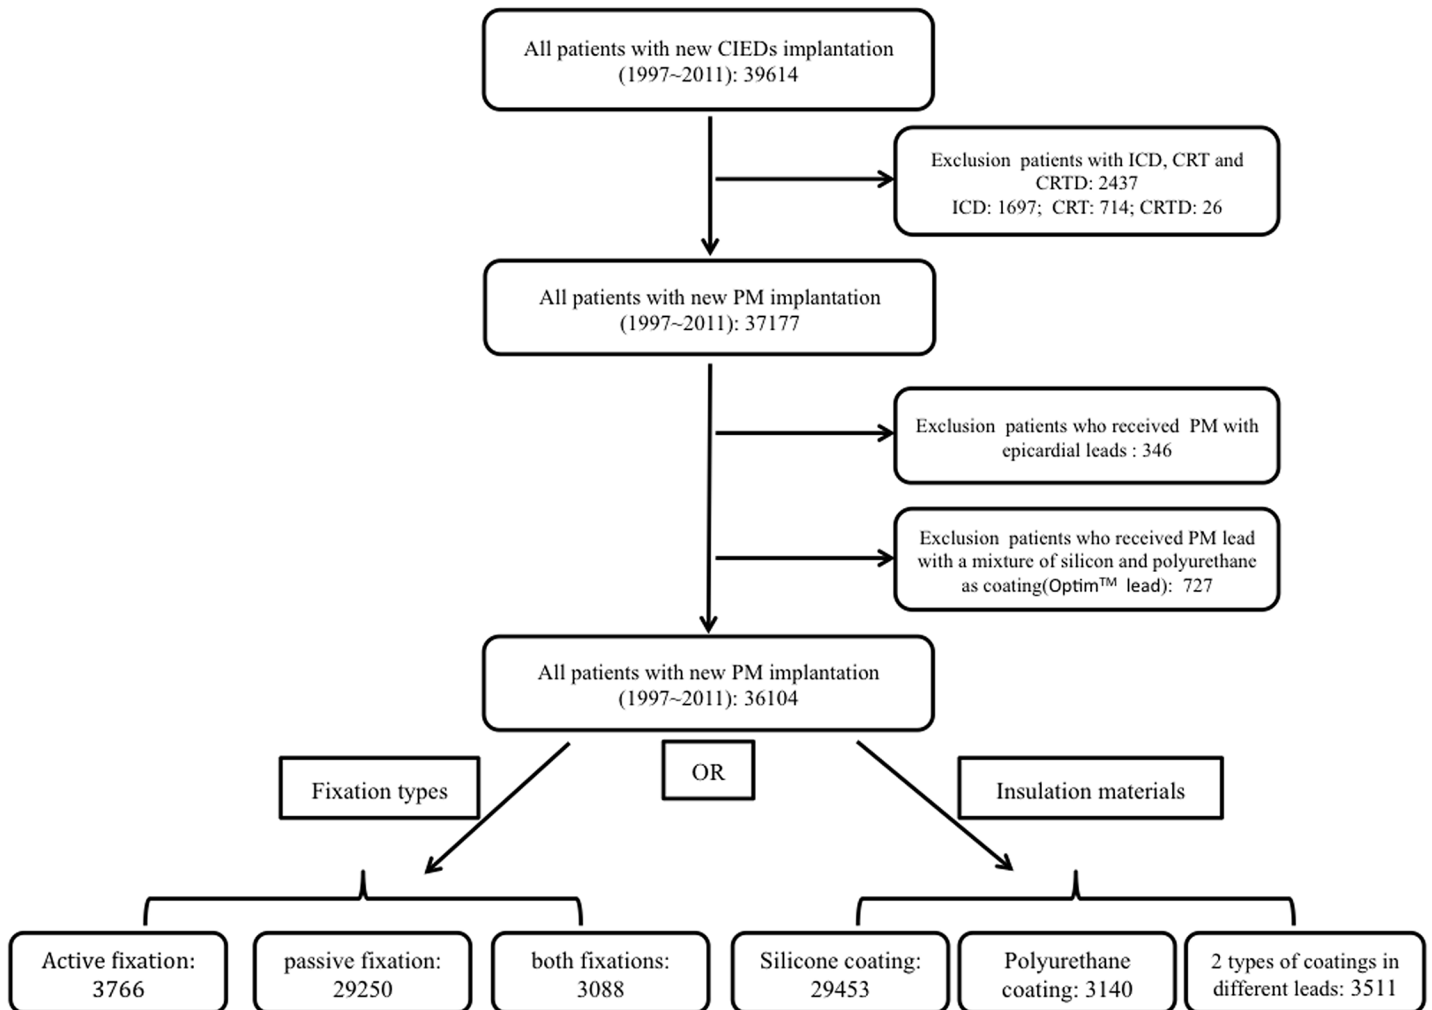 All patients with new CIEDs implantation
(1997~2011): 39614
Exclusion patients with ICD, CRT and
CRTD: 2437
ICD: 1697; CRT: 714; CRTD: 26
All patients with new PM implantation
(1997~2011): 37177
Exclusion patients who received PM with
epicardial leads : 346
Exclusion patients who received PM lead
with a mixture of silicon and polyurethane
as coating(Optim™ lead): 727
All patients with new PM implantation
(1997~2011): 36104
Fixation types
OR
Insulation materials
Active fixation:
3766
passive fixation:
29250
both fixations:
3088
Silicone coating:
29453
Polyurethane
coating: 3140
2 types of coatings in
different leads: 3511